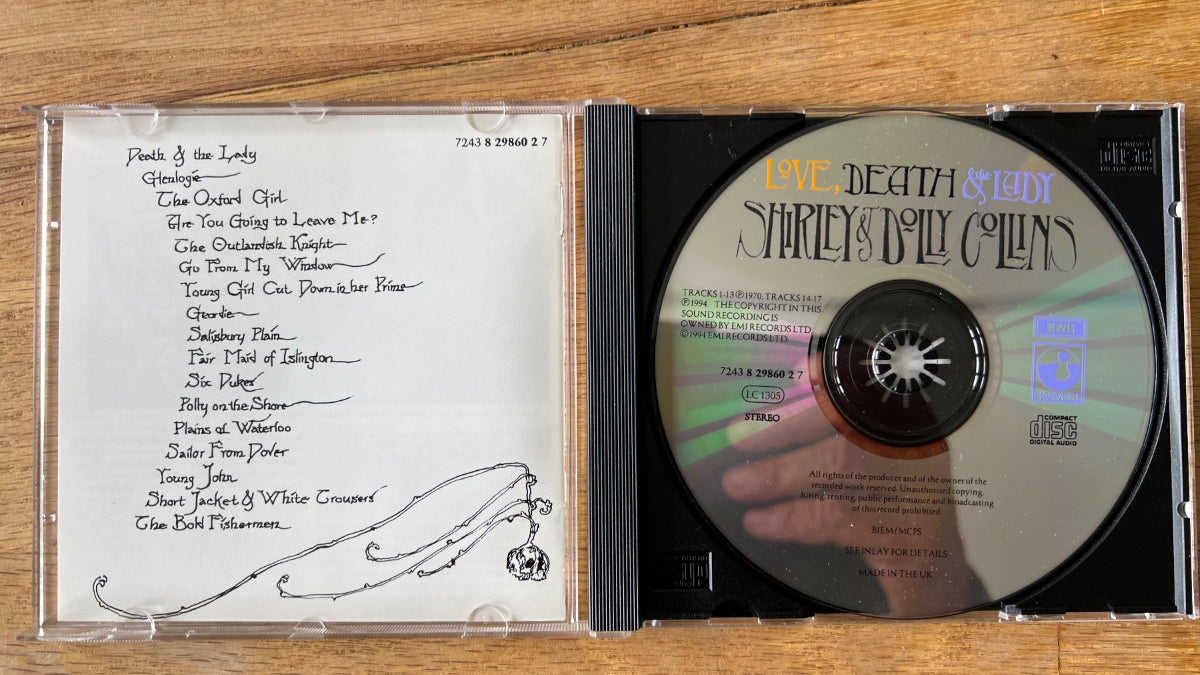 7243 8 29860 2 7
Death & the Lady
Glenlogie
The Oxford Girl
Are You Going to Leave Me?
The Outlandish Knight
Go From My Window
Young Girl Cut Down in her Prime
Geordie
Salisbury Plain
Fair Maid of Islington
Six Dukes
Polly on the Shore
Plains of Waterloo
Sailor From Dover
Young John
Short Jacket & White Trousers
The Bold Fishermen
LOVE, DEATH & the LADY
SHIRLEY & DOLLY COLLINS
TRACKS 1-13 ℗ 1970. TRACKS 14-17
℗ 1994. THE COPYRIGHT IN THIS
SOUND RECORDING IS
OWNED BY EMI RECORDS LTD.
© 1994 EMI RECORDS LTD.
7243 8 29860 2 7
LC 1305
STEREO
HARVEST
COMPACT
disc
DIGITAL AUDIO
All rights of the producer and of the owner of the
recorded work reserved. Unauthorised copying,
hiring, renting, public performance and broadcasting
of this record prohibited.
BIEM/MCPS
SEE INLAY FOR DETAILS
MADE IN THE UK
COMPACT
disc
DIGITAL AUDIO